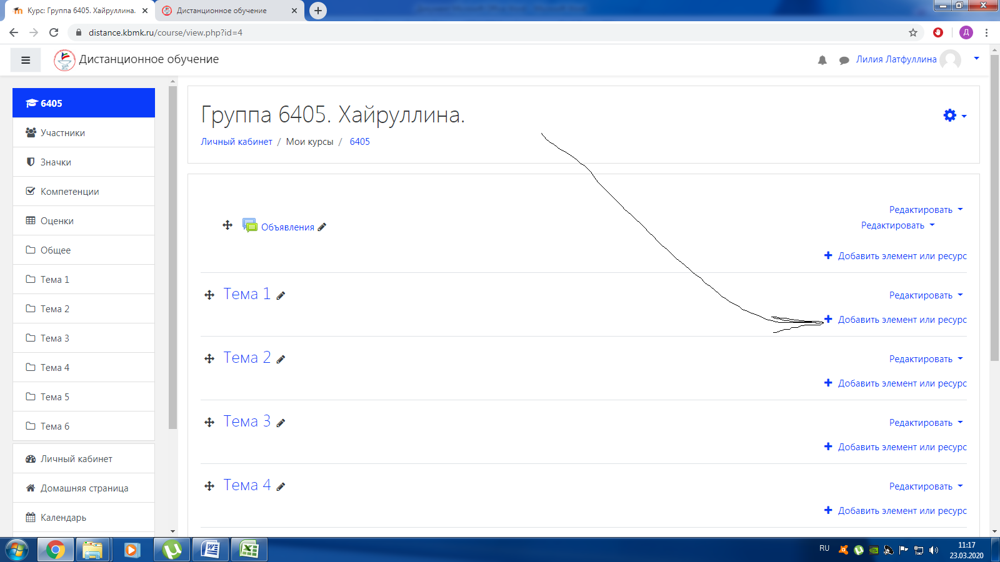 Курс: Группа 6405. Хайруллина.
Дистанционное обучение
distance.kbmk.ru/course/view.php?id=4
Д
Дистанционное обучение
Лилия Латфуллина
6405
Участники
Значки
Компетенции
Оценки
Общее
Тема 1
Тема 2
Тема 3
Тема 4
Тема 5
Тема 6
Личный кабинет
Домашняя страница
Календарь
Группа 6405. Хайруллина.
Личный кабинет / Мои курсы / 6405
Редактировать
Объявления
Редактировать
Добавить элемент или ресурс
Тема 1
Редактировать
Добавить элемент или ресурс
Тема 2
Редактировать
Добавить элемент или ресурс
Тема 3
Редактировать
Добавить элемент или ресурс
Тема 4
Редактировать
Добавить элемент или ресурс
RU
11:17
23.03.2020